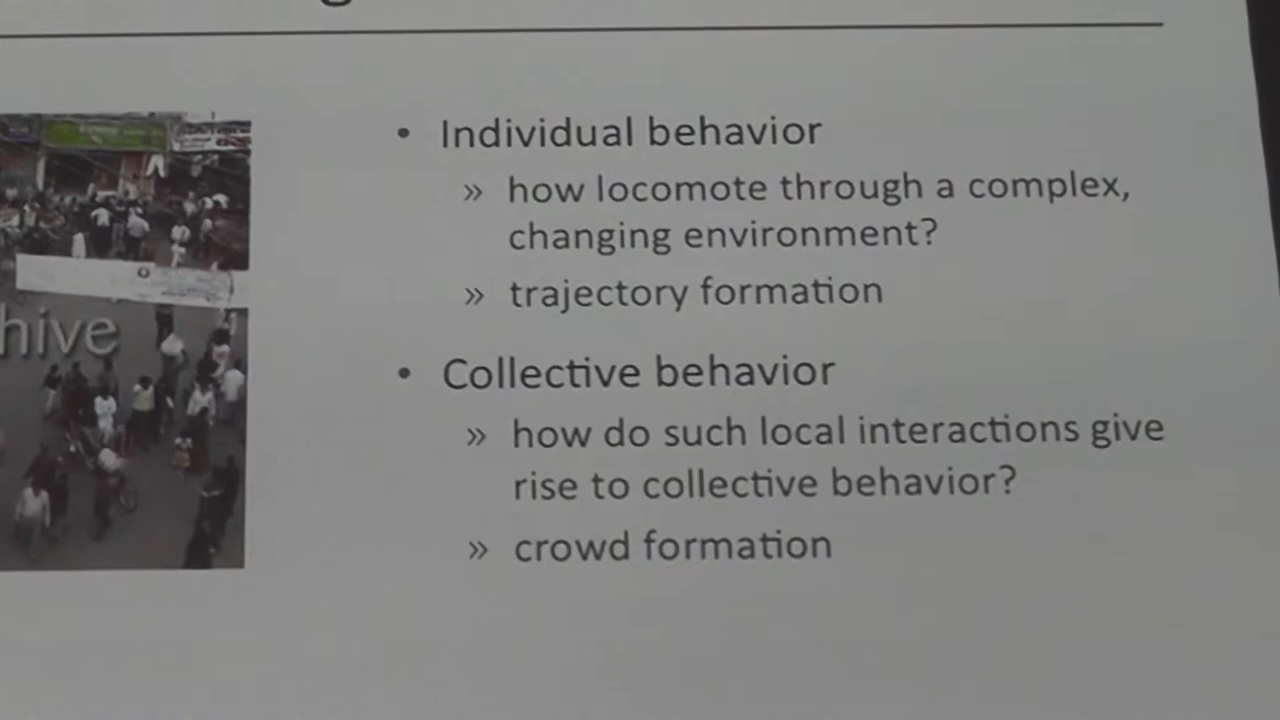 • Individual behavior
» how locomote through a complex,
changing environment?
» trajectory formation
• Collective behavior
» how do such local interactions give
rise to collective behavior?
» crowd formation
hive